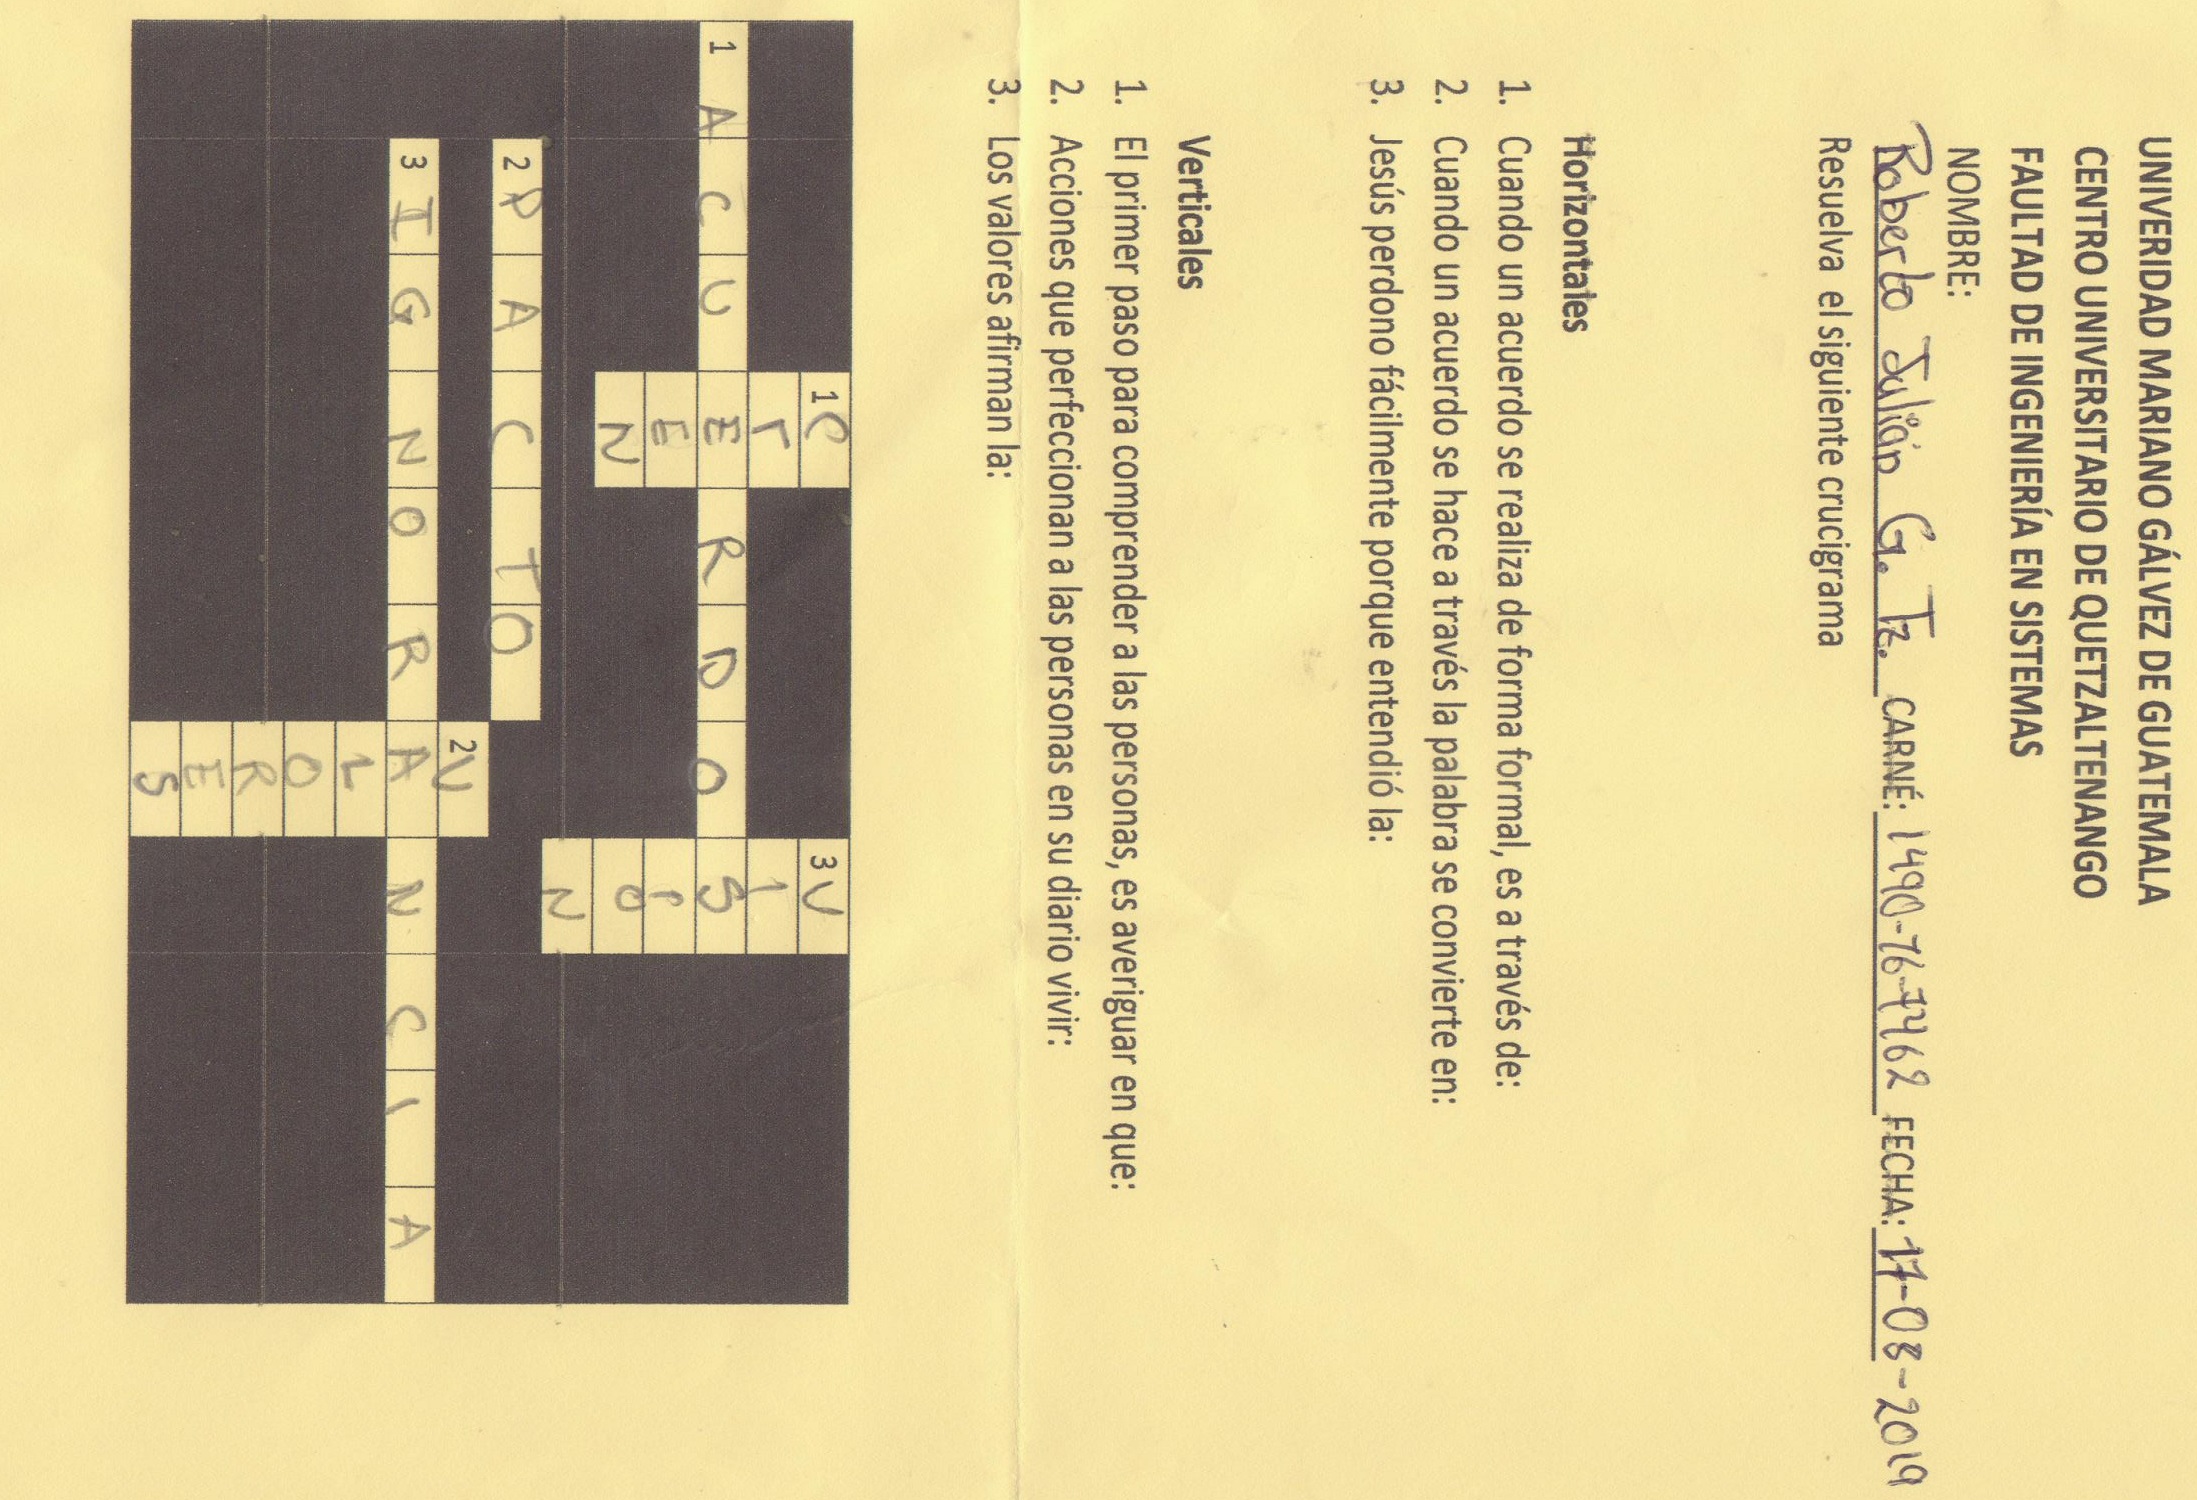 UNIVERIDAD MARIANO GÁLVEZ DE GUATEMALA
CENTRO UNIVERSITARIO DE QUETZALTENANGO
FAULTAD DE INGENIERÍA EN SISTEMAS
NOMBRE:
Roberto Julián G. Tz. CARNÉ: 1490-76-7462 FECHA: 17-08-2019
Resuelva el siguiente crucigrama
Horizontales
1. Cuando un acuerdo se realiza de forma formal, es a través de:
2. Cuando un acuerdo se hace a través la palabra se convierte en:
3. Jesús perdono fácilmente porque entendió la:
Verticales
1. El primer paso para comprender a las personas, es averiguar en que:
2. Acciones que perfeccionan a las personas en su diario vivir:
3. Los valores afirman la:
1 C 3 V
L I
1 A C U E R D O S
E I
N O
2 P A C T O N
2 V
3 I G N O R A N C I A
L
O
R
E
S